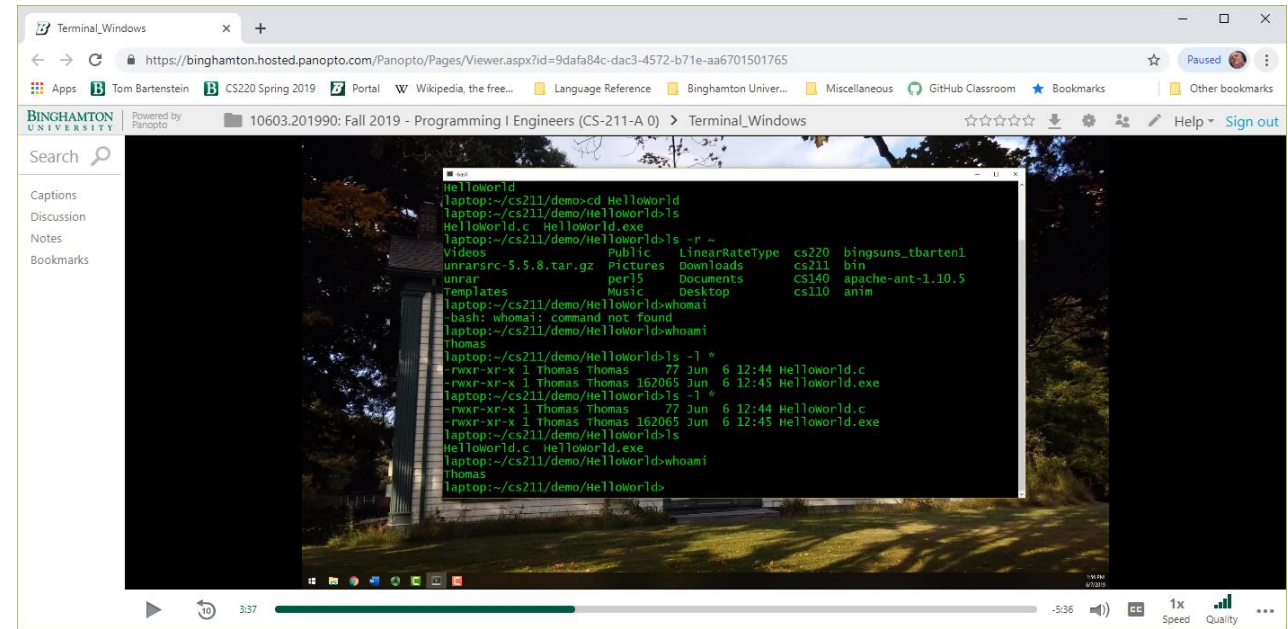 Terminal_Windows
https://binghamton.hosted.panopto.com/Panopto/Pages/Viewer.aspx?id=9dafa84c-dac3-4572-b71e-aa6701501765 Paused
Apps Tom Bartenstein CS220 Spring 2019 Portal Wikipedia, the free... Language Reference Binghamton Univer... Miscellaneous GitHub Classroom Bookmarks Other bookmarks
BINGHAMTON UNIVERSITY Powered by Panopto 10603.201990: Fall 2019 - Programming I Engineers (CS-211-A 0) > Terminal_Windows Help Sign out
Search
Captions
Discussion
Notes
Bookmarks
-bash
HelloWorld
laptop:~/cs211/demo>cd HelloWorld
laptop:~/cs211/demo/HelloWorld>ls
HelloWorld.c HelloWorld.exe
laptop:~/cs211/demo/HelloWorld>ls -r ~
Videos Public LinearRateType cs220 bingsuns_tbarten1
unrarsrc-5.5.8.tar.gz Pictures Downloads cs211 bin
unrar perl5 Documents CS140 apache-ant-1.10.5
Templates Music Desktop cs110 anim
laptop:~/cs211/demo/HelloWorld>whomai
-bash: whomai: command not found
laptop:~/cs211/demo/HelloWorld>whoami
Thomas
laptop:~/cs211/demo/HelloWorld>ls -l *
-rwxr-xr-x 1 Thomas Thomas 77 Jun 6 12:44 HelloWorld.c
-rwxr-xr-x 1 Thomas Thomas 162065 Jun 6 12:45 HelloWorld.exe
laptop:~/cs211/demo/HelloWorld>ls -l *
-rwxr-xr-x 1 Thomas Thomas 77 Jun 6 12:44 HelloWorld.c
-rwxr-xr-x 1 Thomas Thomas 162065 Jun 6 12:45 HelloWorld.exe
laptop:~/cs211/demo/HelloWorld>ls
HelloWorld.c HelloWorld.exe
laptop:~/cs211/demo/HelloWorld>whoami
Thomas
laptop:~/cs211/demo/HelloWorld>
1:56 PM
6/7/2019
10 3:37 -5:36 CC 1x
Speed Quality